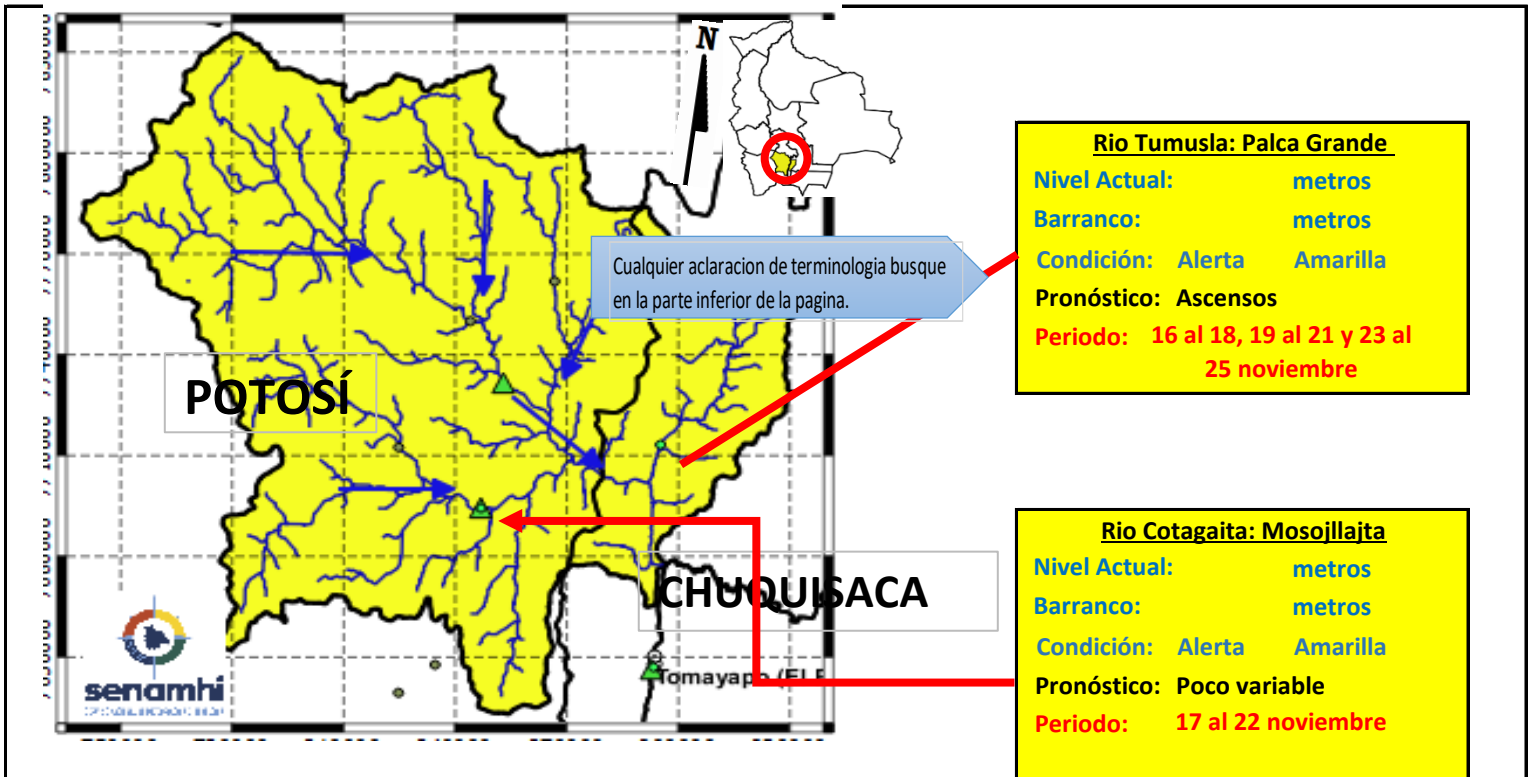 N
Cualquier aclaracion de terminologia busque
en la parte inferior de la pagina.
POTOSÍ
CHUQUISACA
Tomayapo
senamhi
Rio Tumusla: Palca Grande
Nivel Actual: metros
Barranco: metros
Condición: Alerta Amarilla
Pronóstico: Ascensos
Periodo: 16 al 18, 19 al 21 y 23 al
25 noviembre
Rio Cotagaita: Mosojllajta
Nivel Actual: metros
Barranco: metros
Condición: Alerta Amarilla
Pronóstico: Poco variable
Periodo: 17 al 22 noviembre